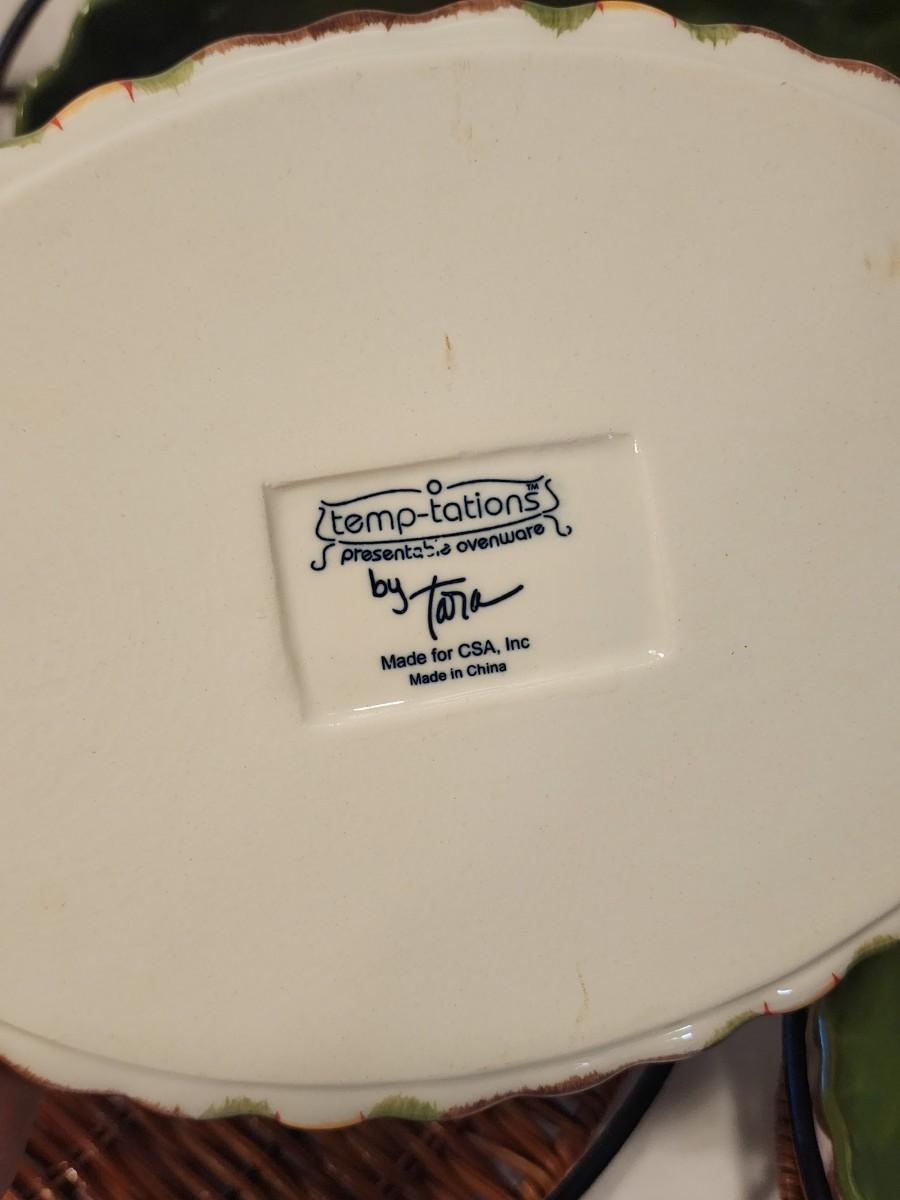 temp-tations™
presentable ovenware
by Tara
Made for CSA, Inc
Made in China